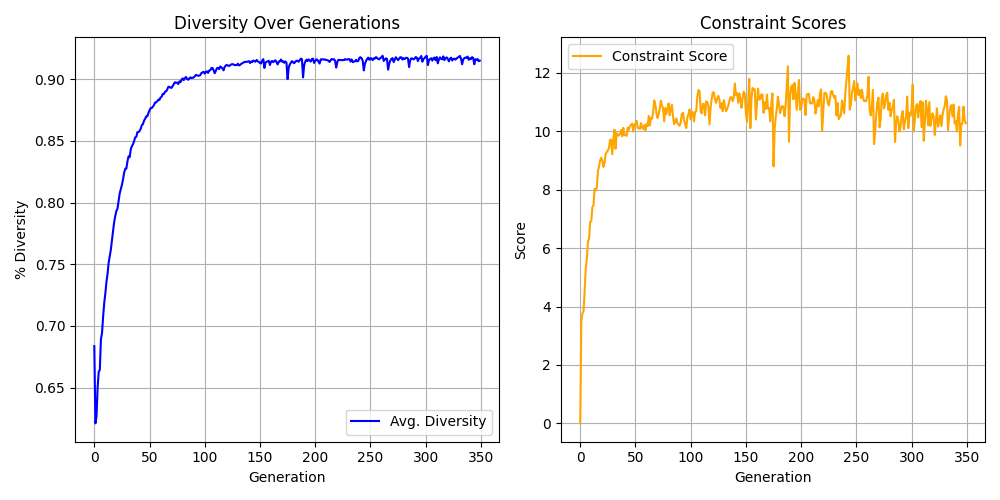 Diversity Over Generations
% Diversity
0.90
0.85
0.80
0.75
0.70
0.65
Avg. Diversity
0 50 100 150 200 250 300 350
Generation
Constraint Scores
Score
12
10
8
6
4
2
0
Constraint Score
0 50 100 150 200 250 300 350
Generation